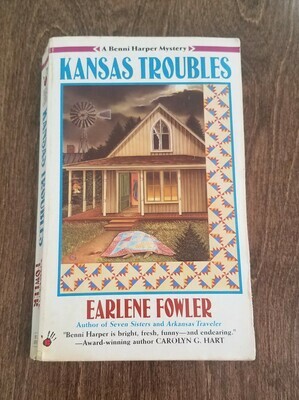 A Benni Harper Mystery
KANSAS TROUBLES
EARLENE FOWLER
Author of Seven Sisters and Arkansas Traveler
"Benni Harper is bright, fresh, funny—and endearing."
—Award-winning author CAROLYN G. HART
KANSAS TROUBLES
FOWLER